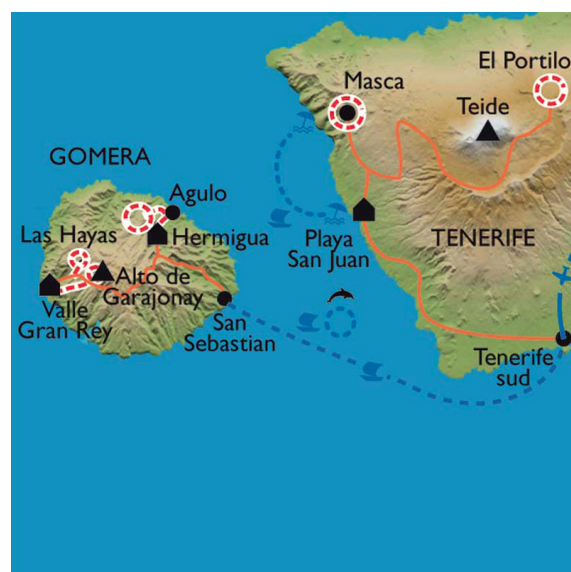 El Portilo
Masca
Teide
GOMERA
Agulo
Las Hayas
Hermigua
TENERIFE
Playa
San Juan
Alto de
Garajonay
Valle
Gran Rey
San
Sebastian
Tenerife
sud